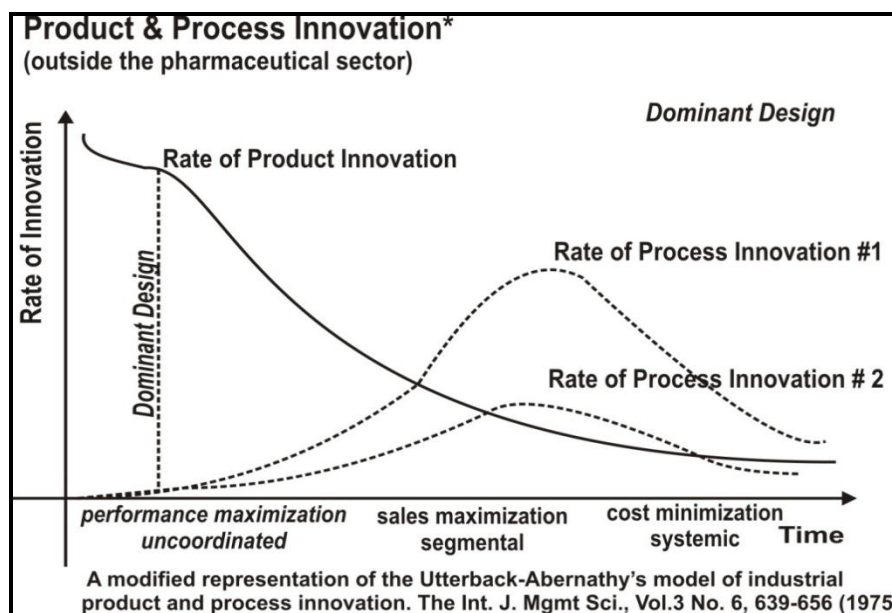 Product & Process Innovation*
(outside the pharmaceutical sector)
Dominant Design
Rate of Innovation
Rate of Product Innovation
Dominant Design
Rate of Process Innovation #1
Rate of Process Innovation # 2
performance maximization
uncoordinated
sales maximization
segmental
cost minimization
systemic
Time
A modified representation of the Utterback-Abernathy's model of industrial
product and process innovation. The Int. J. Mgmt Sci., Vol.3 No. 6, 639-656 (1975